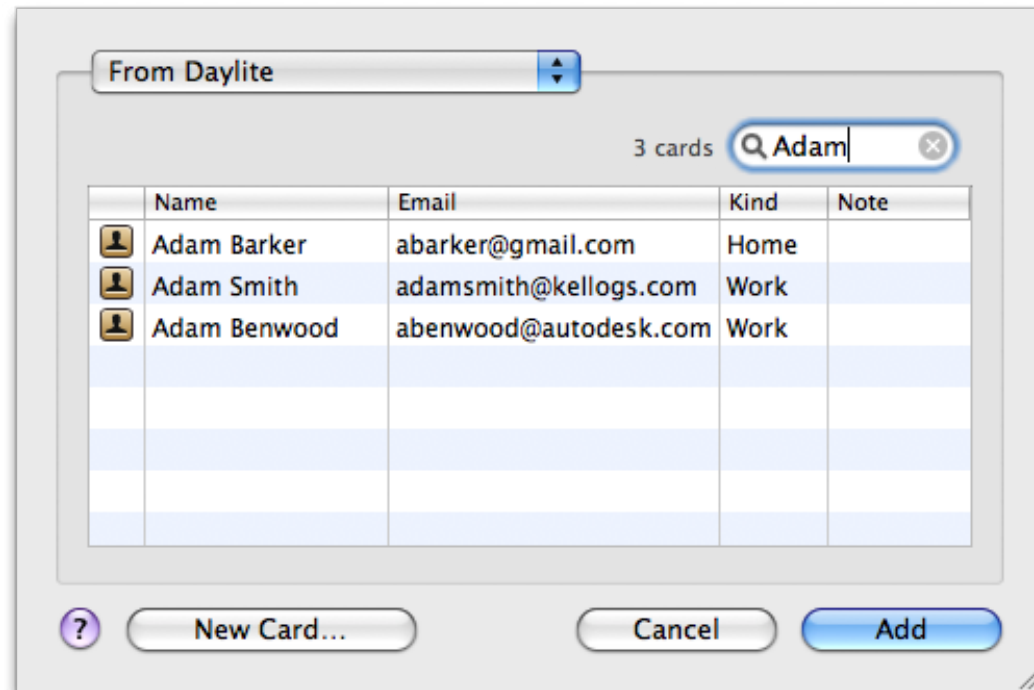 From Daylite
3 cards Adam
Name Email Kind Note
Adam Barker abarker@gmail.com Home
Adam Smith adamsmith@kellogs.com Work
Adam Benwood abenwood@autodesk.com Work
? New Card... Cancel Add